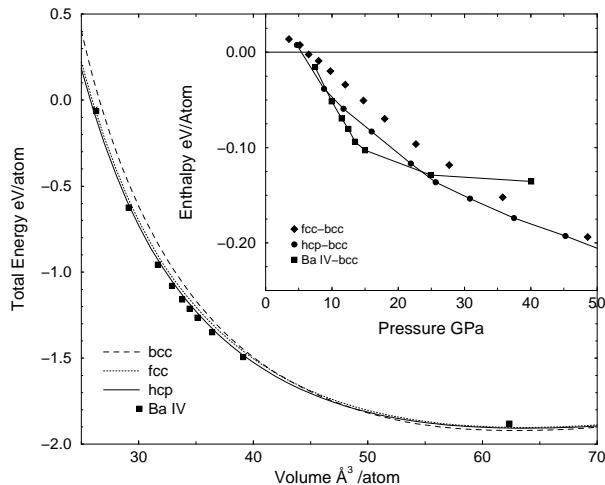 0.5
0.0
−0.5
−1.0
−1.5
−2.0
Total Energy eV/atom
20
30
40
50
60
70
Volume Å³ /atom
bcc
fcc
hcp
Ba IV
0.00
−0.10
−0.20
Enthalpy eV/Atom
0
10
20
30
40
50
Pressure GPa
fcc−bcc
hcp−bcc
Ba IV−bcc